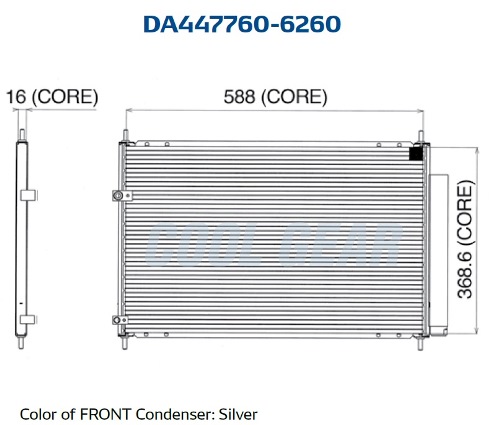 DA447760-6260
16 (CORE)
588 (CORE)
368.6 (CORE)
COOL GEAR
Color of FRONT Condenser: Silver